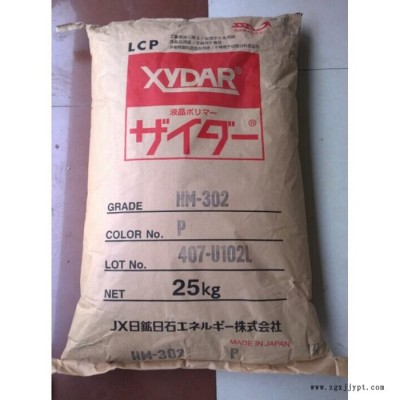 LCP
XYDAR®
液晶ポリマー
ザイダー®
GRADE HM-302
COLOR No. P
LOT No. 407-U102L
NET 25kg
JX日鉱日石エネルギー株式会社
MADE IN JAPAN
HM-302 P
www.zgxjjypt.com